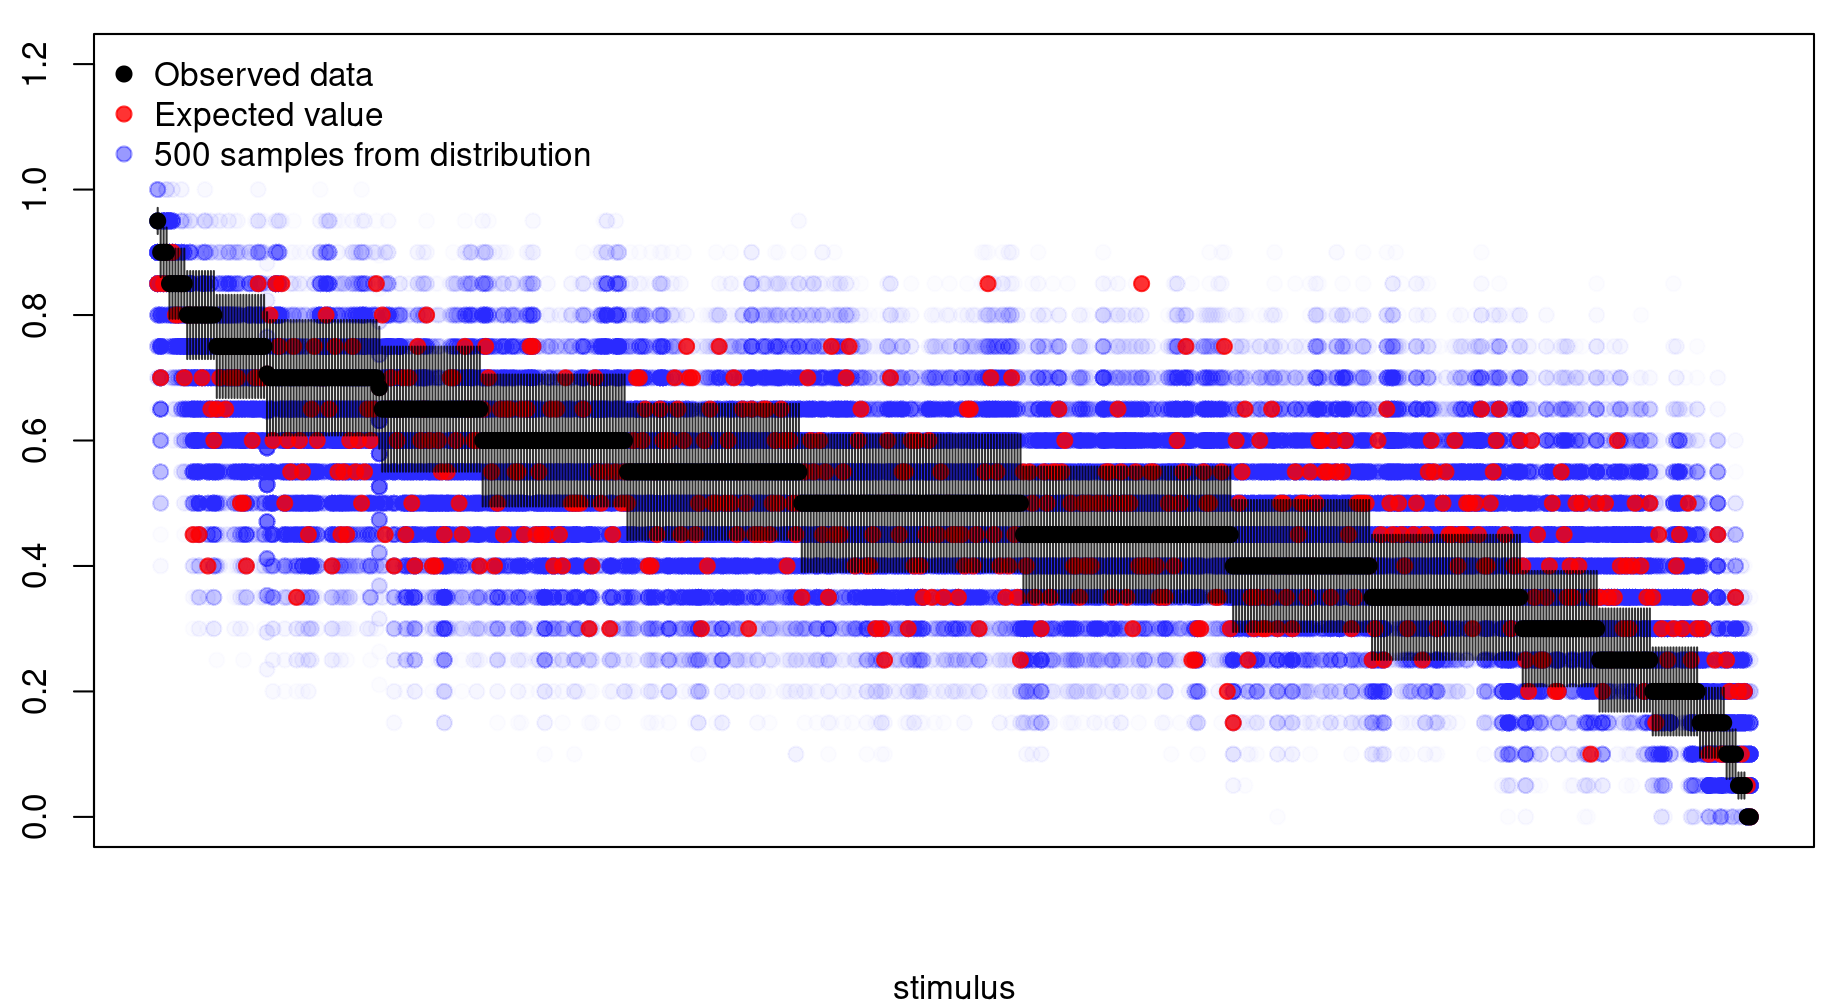 1.2
1.0
0.8
0.6
0.4
0.2
0.0
Observed data
Expected value
500 samples from distribution
stimulus